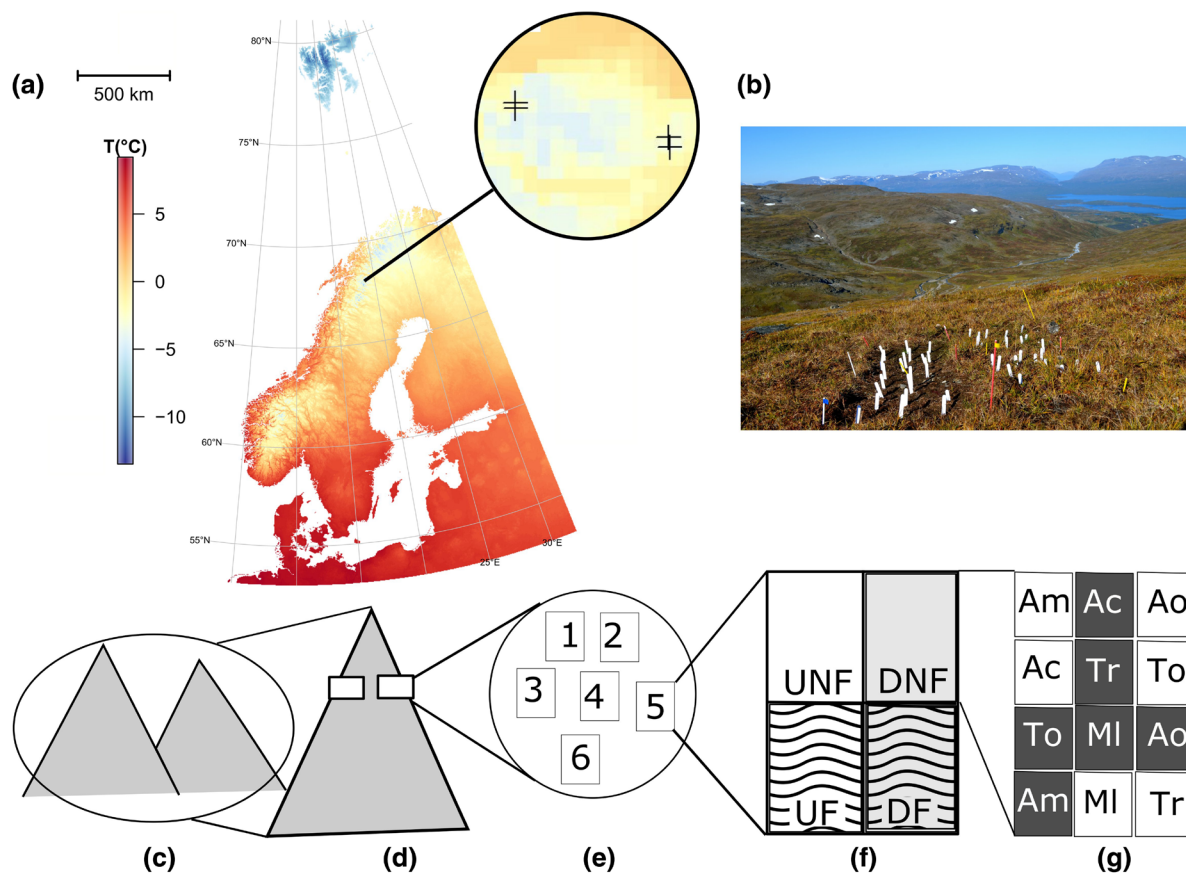 (a)
500 km
T(°C)
5
0
−5
−10
80°N
75°N
70°N
65°N
60°N
55°N
25°E
30°E
(b)
(c)
(d)
1 2
3 4 5
6
(e)
UNF DNF
UF DF
(f)
Am Ac Ao
Ac Tr To
To Ml Ao
Am Ml Tr
(g)